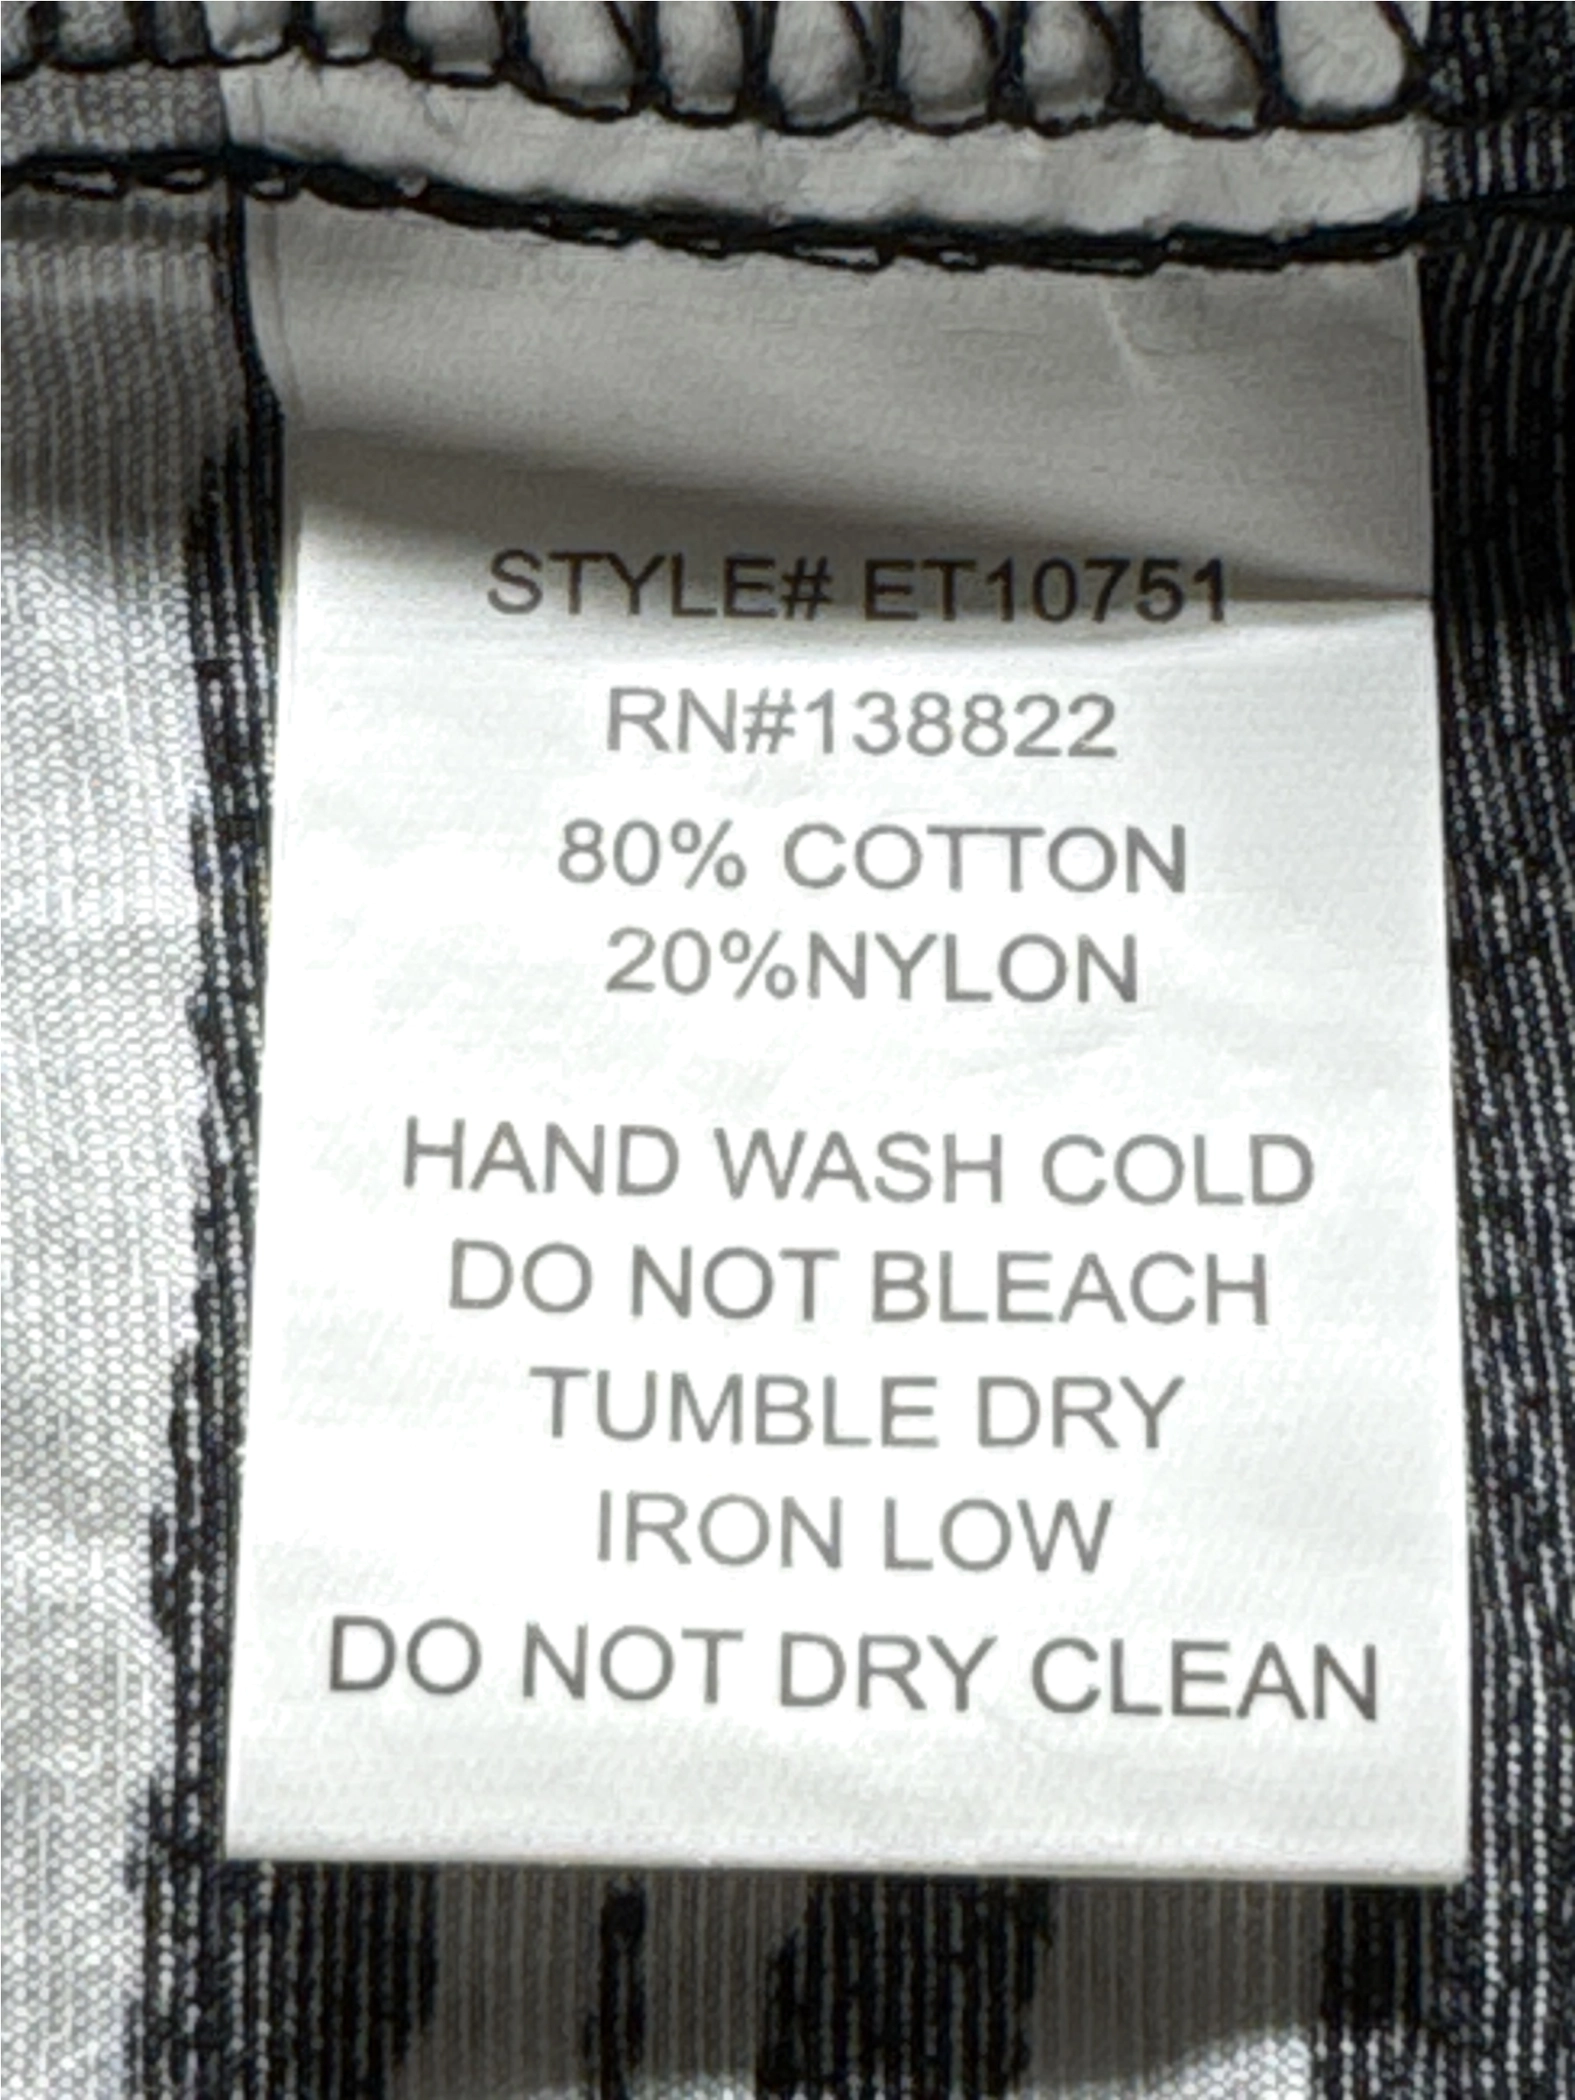 STYLE# ET10751
RN#138822
80% COTTON
20%NYLON
HAND WASH COLD
DO NOT BLEACH
TUMBLE DRY
IRON LOW
DO NOT DRY CLEAN